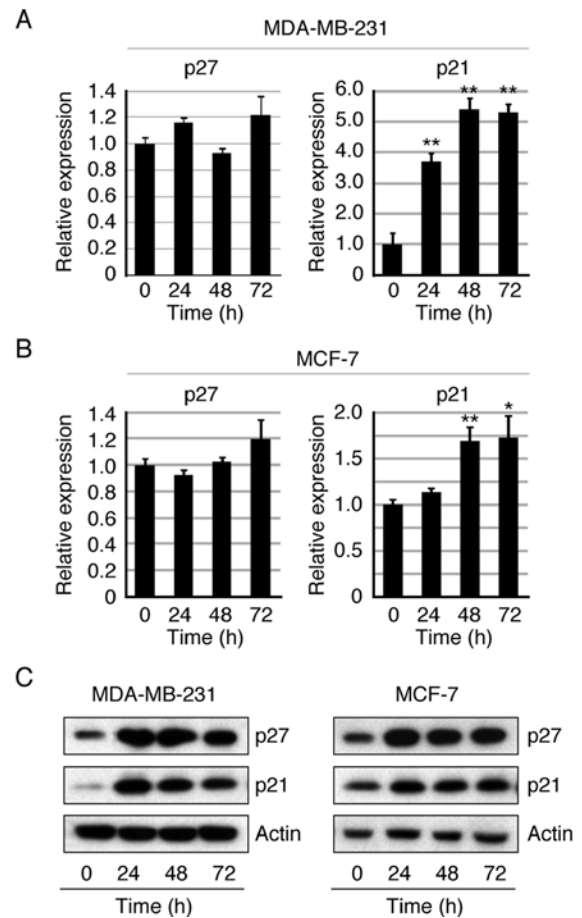 A
MDA-MB-231
p27
Relative expression
1.4
1.2
1.0
0.8
0.6
0.4
0.2
0
0 24 48 72
Time (h)
p21
Relative expression
6.0
5.0
4.0
3.0
2.0
1.0
0
** ** **
0 24 48 72
Time (h)
B
MCF-7
p27
Relative expression
1.4
1.2
1.0
0.8
0.6
0.4
0.2
0
0 24 48 72
Time (h)
p21
Relative expression
2.0
1.5
1.0
0.5
0
** *
0 24 48 72
Time (h)
C
MDA-MB-231
p27
p21
Actin
0 24 48 72
Time (h)
MCF-7
p27
p21
Actin
0 24 48 72
Time (h)